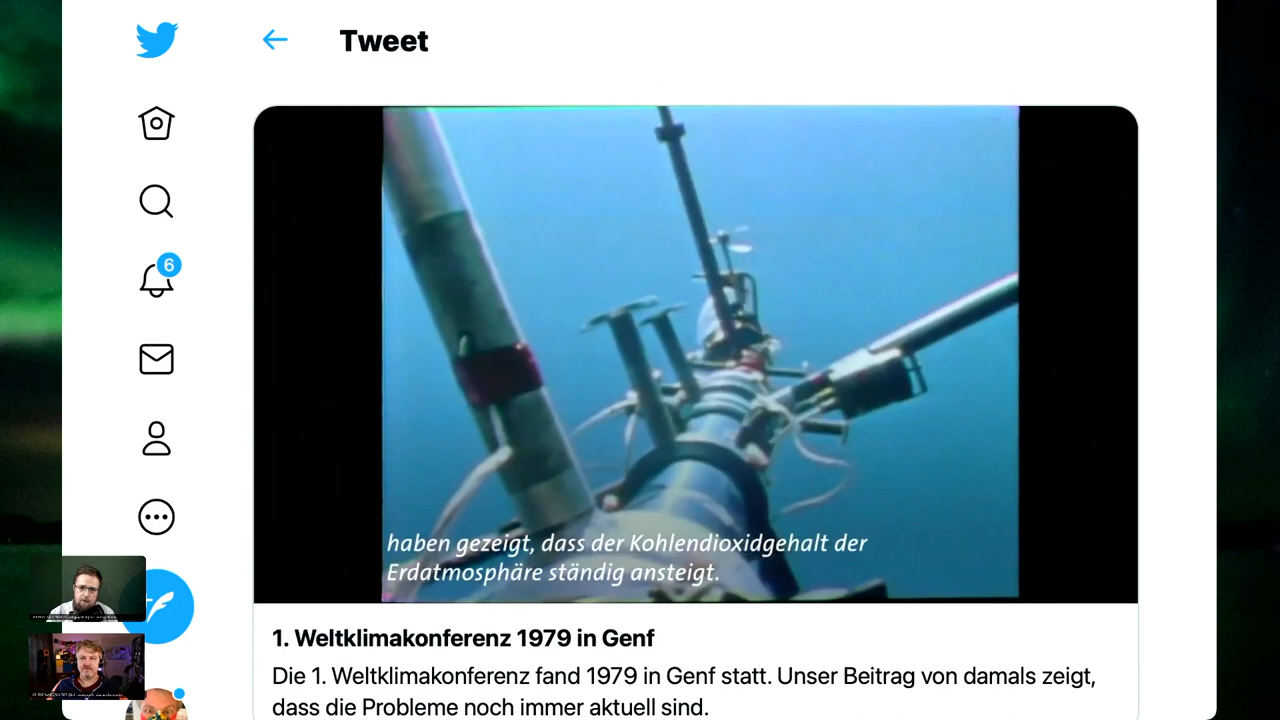 Tweet
6
haben gezeigt, dass der Kohlendioxidgehalt der
Erdatmosphäre ständig ansteigt.
1. Weltklimakonferenz 1979 in Genf
Die 1. Weltklimakonferenz fand 1979 in Genf statt. Unser Beitrag von damals zeigt,
dass die Probleme noch immer aktuell sind.